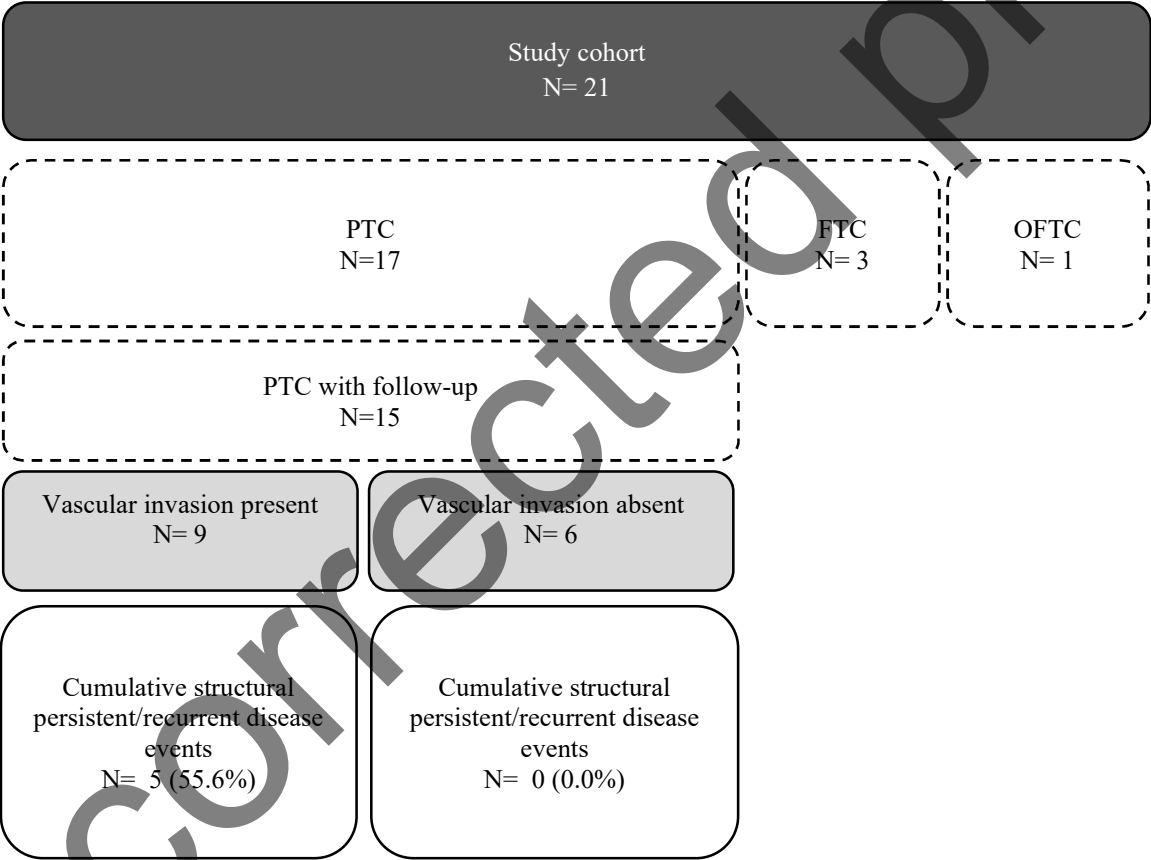 Study cohort
N= 21
PTC
N=17
FTC
N= 3
OFTC
N= 1
PTC with follow-up
N=15
Vascular invasion present
N= 9
Vascular invasion absent
N= 6
Cumulative structural
persistent/recurrent disease
events
N=  5 (55.6%)
Cumulative structural
persistent/recurrent disease
events
N=  0 (0.0%)
corrected p